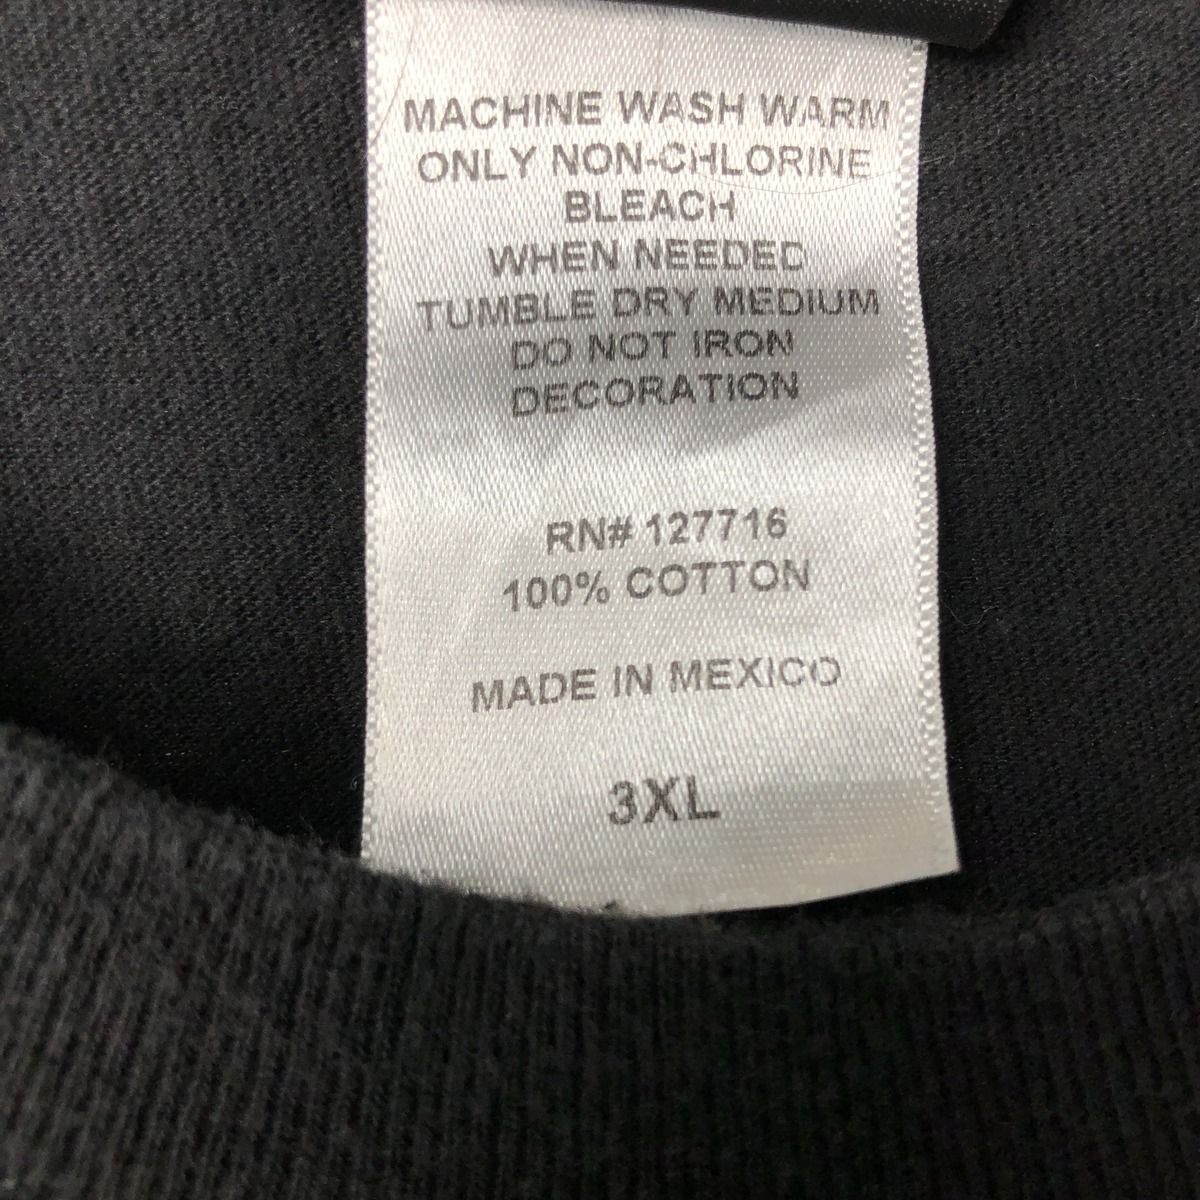 MACHINE WASH WARM
ONLY NON-CHLORINE
BLEACH
WHEN NEEDED
TUMBLE DRY MEDIUM
DO NOT IRON
DECORATION
RN# 127716
100% COTTON
MADE IN MEXICO
3XL